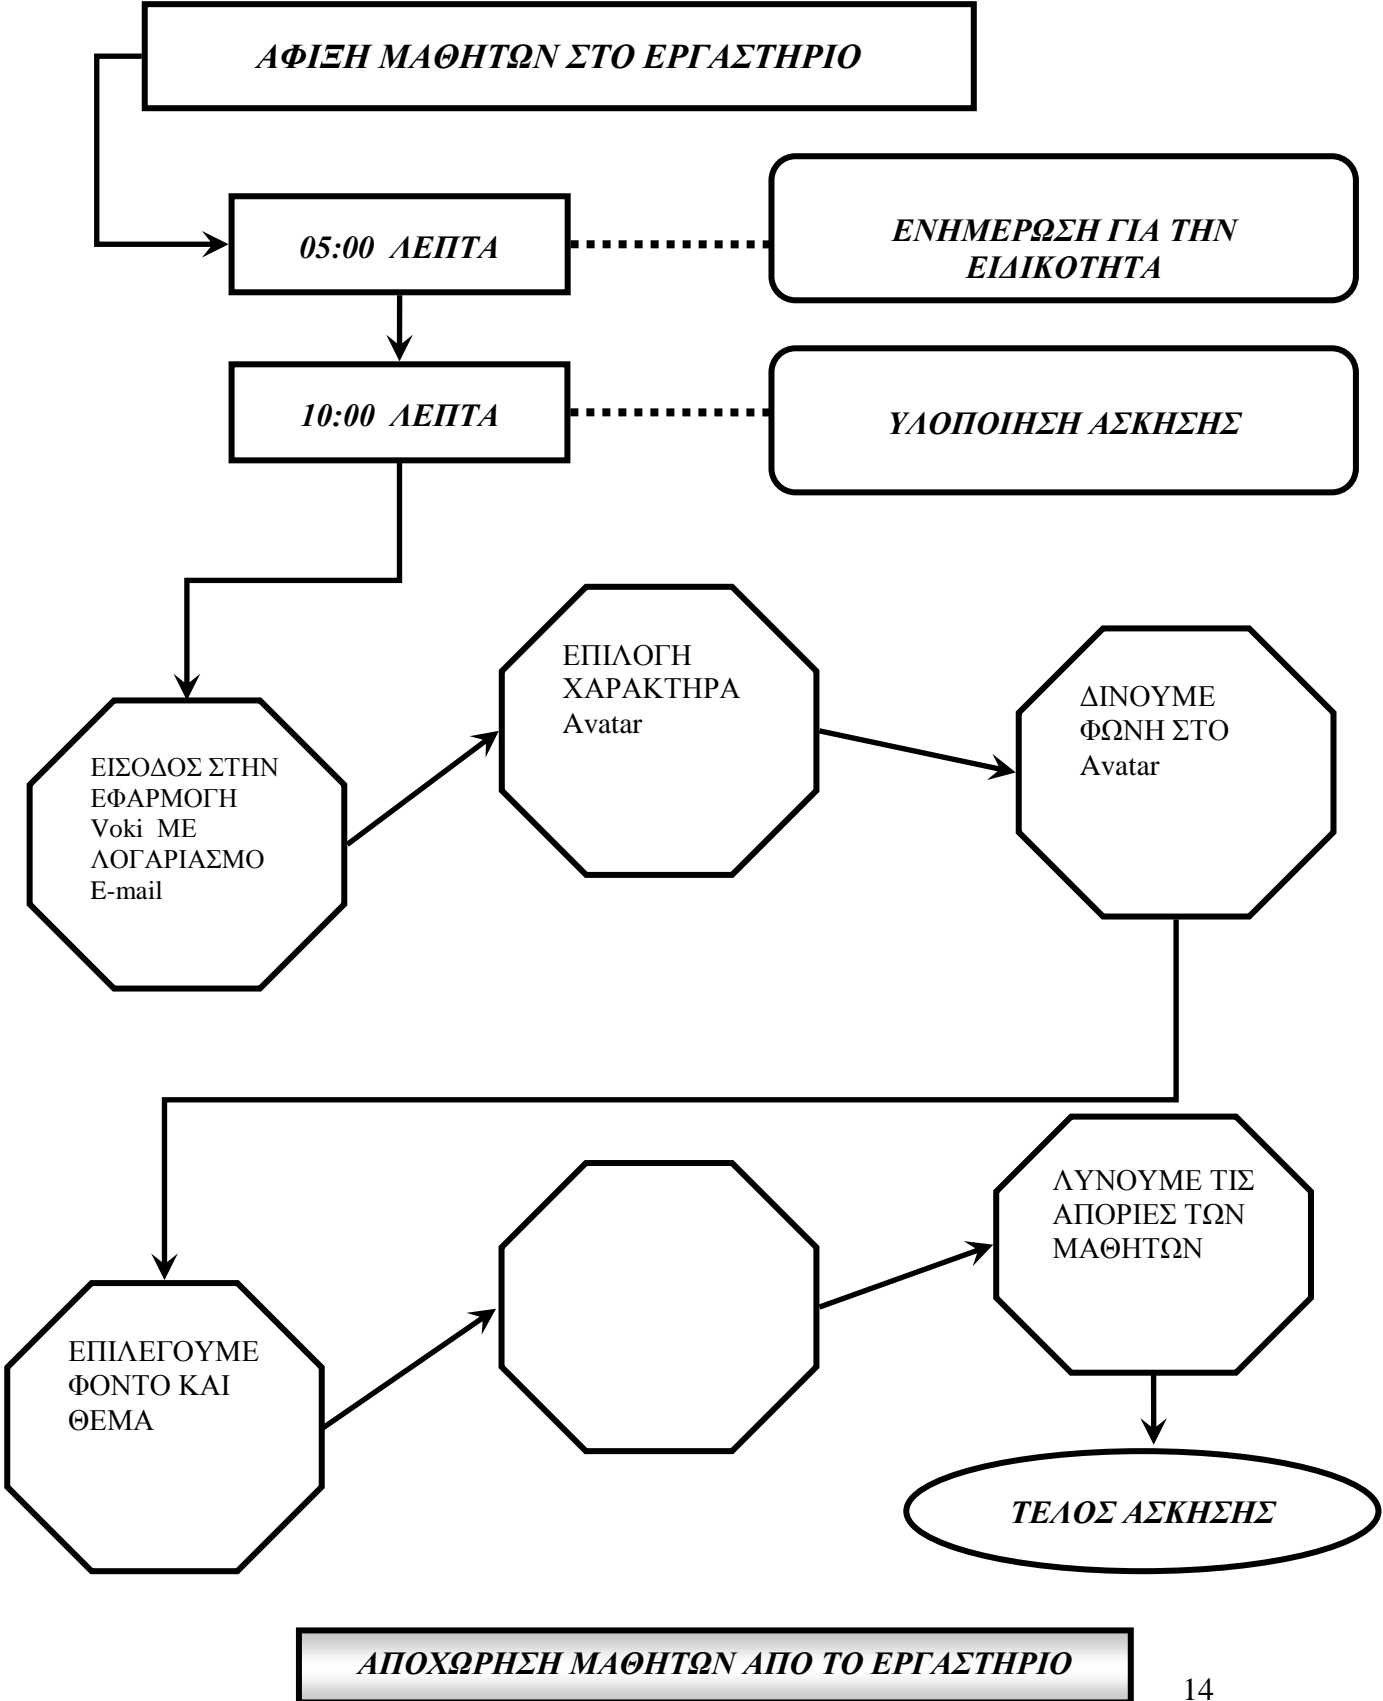 ΑΦΙΞΗ ΜΑΘΗΤΩΝ ΣΤΟ ΕΡΓΑΣΤΗΡΙΟ
05:00 ΛΕΠΤΑ
ΕΝΗΜΕΡΩΣΗ ΓΙΑ ΤΗΝ
ΕΙΔΙΚΟΤΗΤΑ
10:00 ΛΕΠΤΑ
ΥΛΟΠΟΙΗΣΗ ΑΣΚΗΣΗΣ
ΕΙΣΟΔΟΣ ΣΤΗΝ
ΕΦΑΡΜΟΓΗ
Voki ΜΕ
ΛΟΓΑΡΙΑΣΜΟ
E-mail
ΕΠΙΛΟΓΗ
ΧΑΡΑΚΤΗΡΑ
Avatar
ΔΙΝΟΥΜΕ
ΦΩΝΗ ΣΤΟ
Avatar
ΕΠΙΛΕΓΟΥΜΕ
ΦΟΝΤΟ ΚΑΙ
ΘΕΜΑ
ΛΥΝΟΥΜΕ ΤΙΣ
ΑΠΟΡΙΕΣ ΤΩΝ
ΜΑΘΗΤΩΝ
ΤΕΛΟΣ ΑΣΚΗΣΗΣ
ΑΠΟΧΩΡΗΣΗ ΜΑΘΗΤΩΝ ΑΠΟ ΤΟ ΕΡΓΑΣΤΗΡΙΟ
14